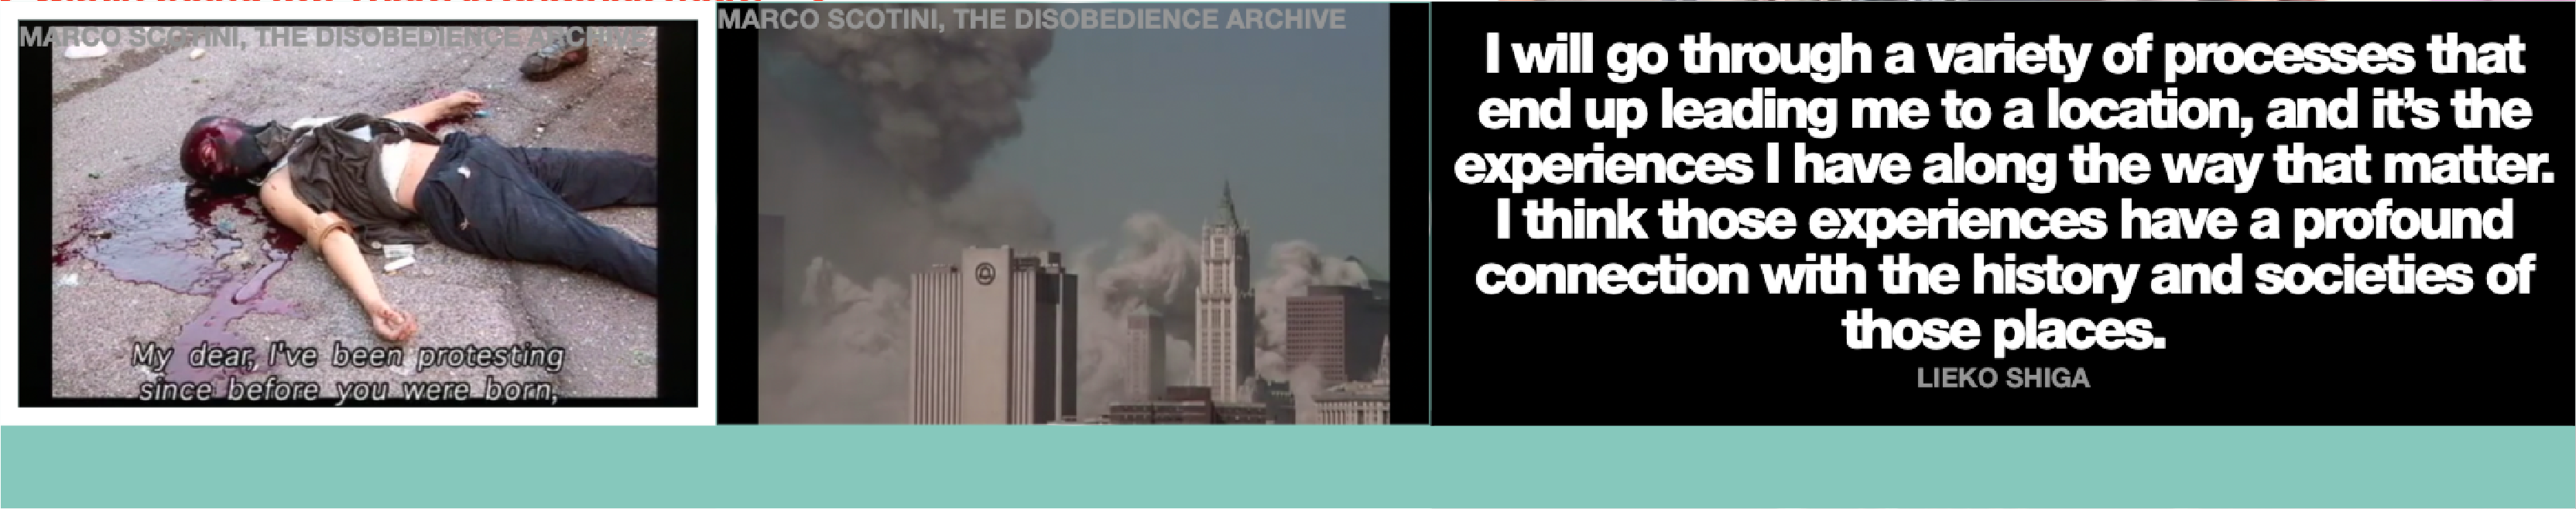 MARCO SCOTINI, THE DISOBEDIENCE ARCHIVE
My dear, I've been protesting
since before you were born,
MARCO SCOTINI, THE DISOBEDIENCE ARCHIVE
I will go through a variety of processes that
end up leading me to a location, and it's the
experiences I have along the way that matter.
I think those experiences have a profound
connection with the history and societies of
those places.
LIEKO SHIGA